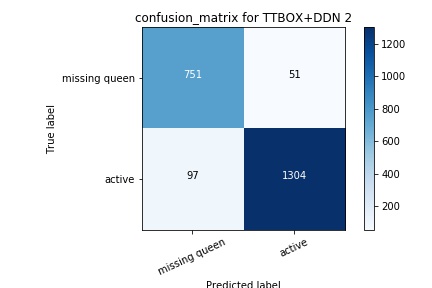 confusion_matrix for TTBOX+DDN 2
missing queen
751
51
active
97
1304
missing queen
active
True label
Predicted label
1200
1000
800
600
400
200